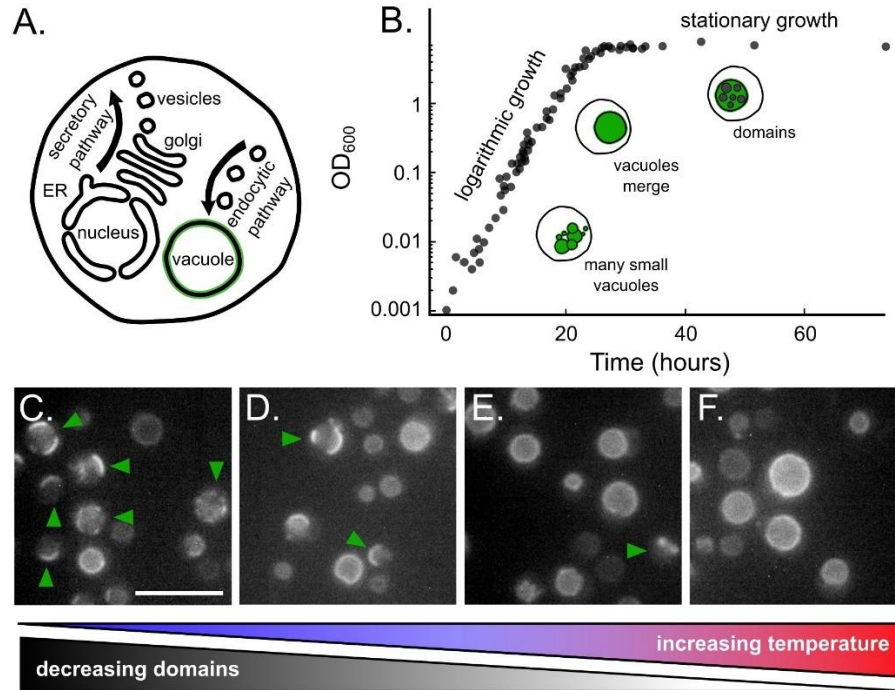 A.
secretory
pathway
vesicles
golgi
ER
nucleus
endocytic
pathway
vacuole
B.
OD600
1
0.1
0.01
0.001
logarithmic growth
stationary growth
domains
vacuoles
merge
many small
vacuoles
0
20
40
60
Time (hours)
C.
D.
E.
F.
increasing temperature
decreasing domains